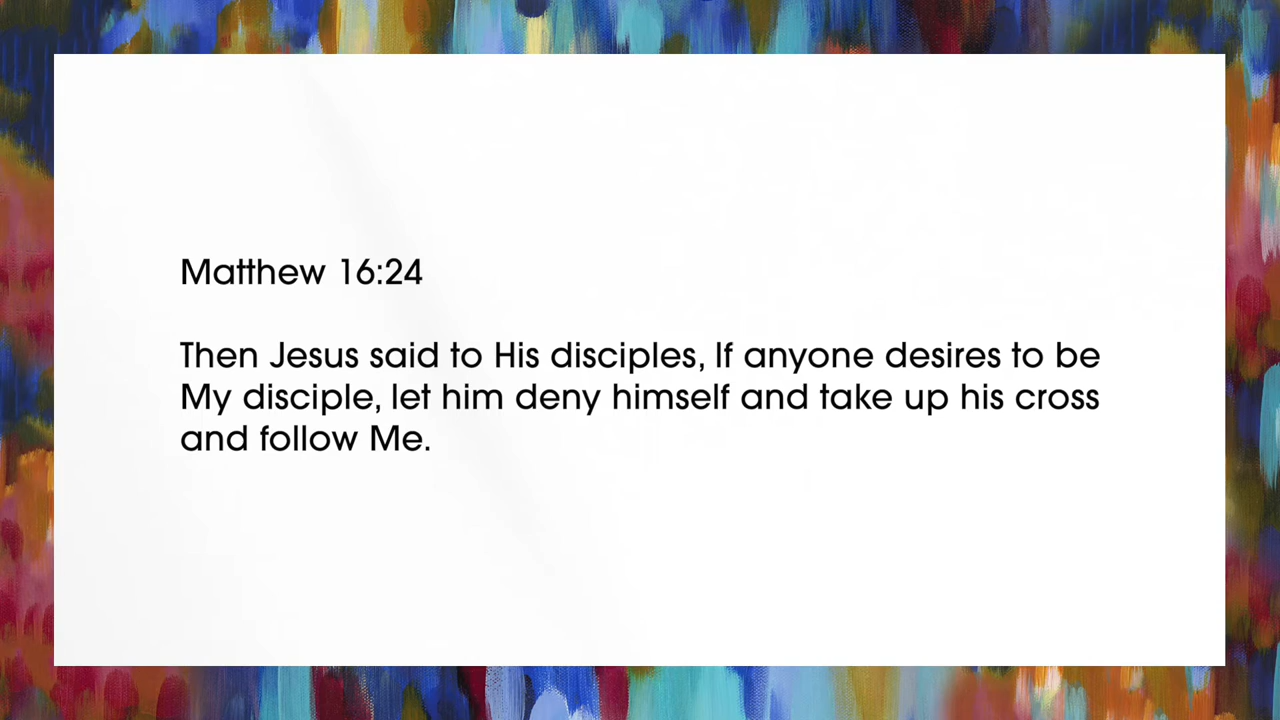 Matthew 16:24
Then Jesus said to His disciples, If anyone desires to be
My disciple, let him deny himself and take up his cross
and follow Me.